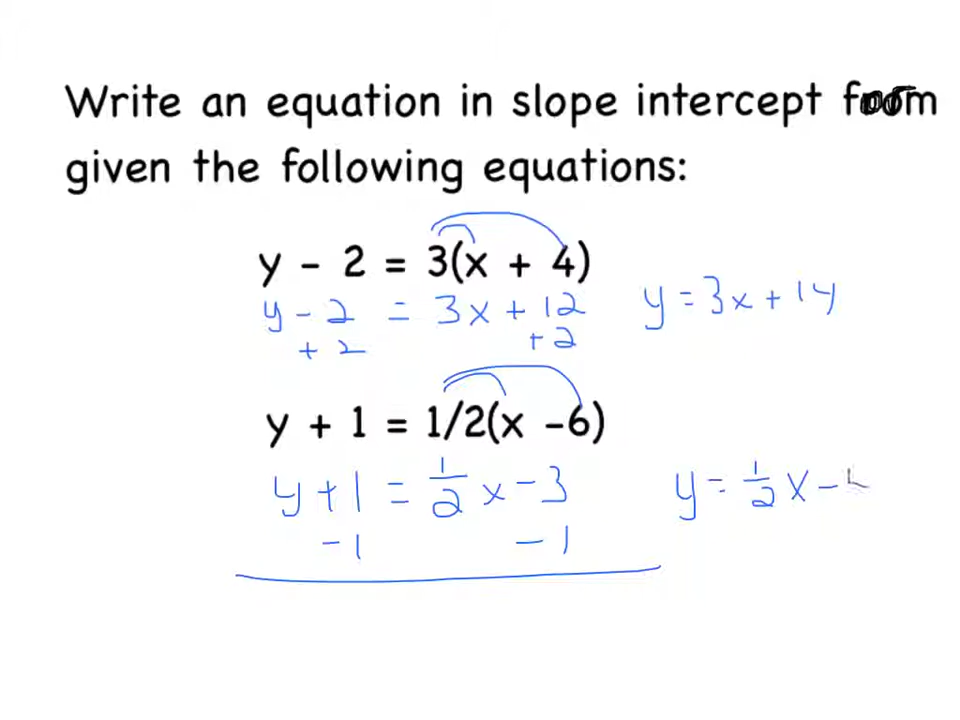 Write an equation in slope intercept
given the following equations:
y - 2 = 3(x + 4)
y - 2 = 3x + 12
y = 3x + 14
+ 2 +2
y + 1 = 1/2(x -6)
y + 1 = 1/2 x - 3
y = 1/2 x -
- 1 - 1